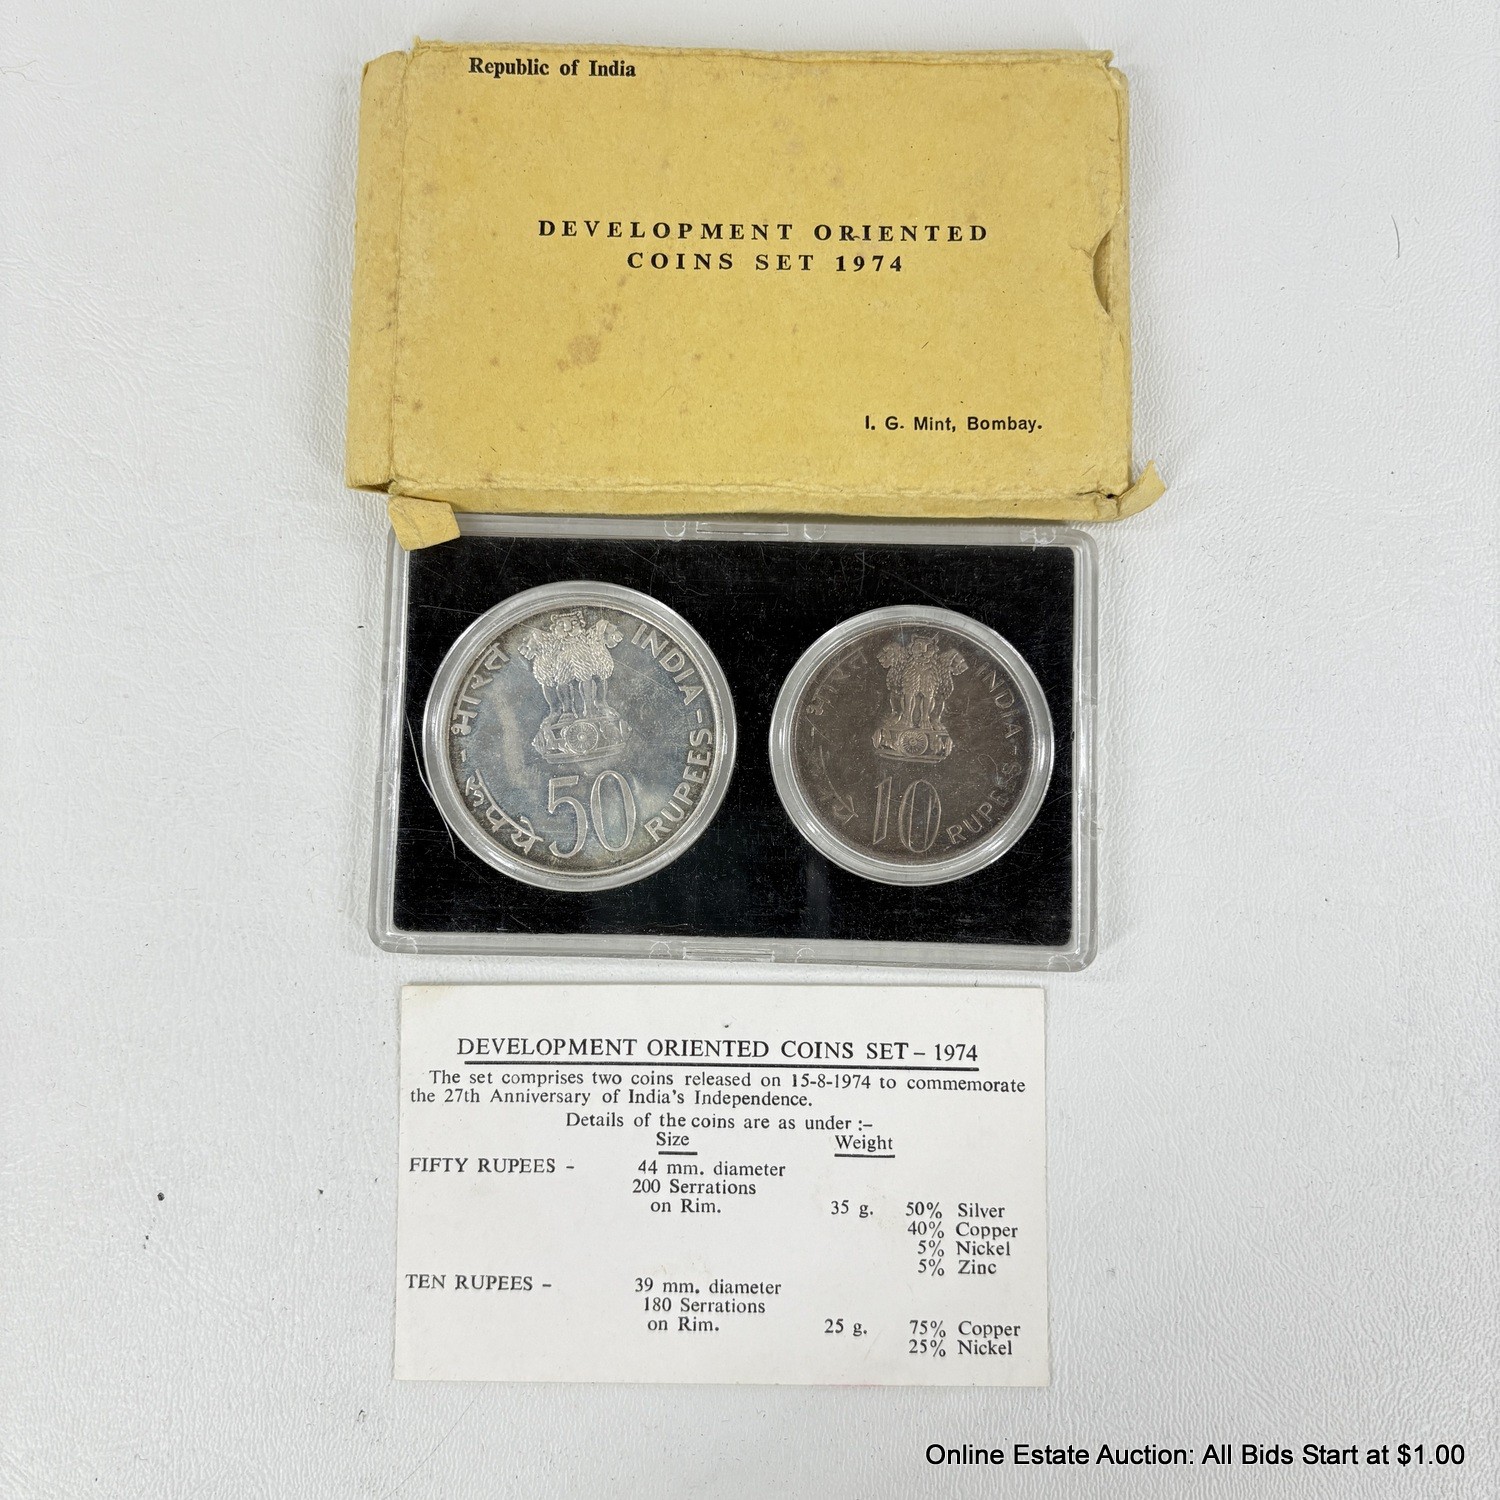 Republic of India
DEVELOPMENT ORIENTED
COINS SET 1974
I. G. Mint, Bombay.
भारत
INDIA
रुपये
50
RUPEES
भारत
INDIA
रुपये
10
RUPEES
DEVELOPMENT ORIENTED COINS SET – 1974
The set comprises two coins released on 15-8-1974 to commemorate
the 27th Anniversary of India's Independence.
Details of the coins are as under :–
Size Weight
FIFTY RUPEES – 44 mm. diameter
200 Serrations
on Rim. 35 g. 50% Silver
40% Copper
5% Nickel
5% Zinc
TEN RUPEES – 39 mm. diameter
180 Serrations
on Rim. 25 g. 75% Copper
25% Nickel
Online Estate Auction: All Bids Start at $1.00